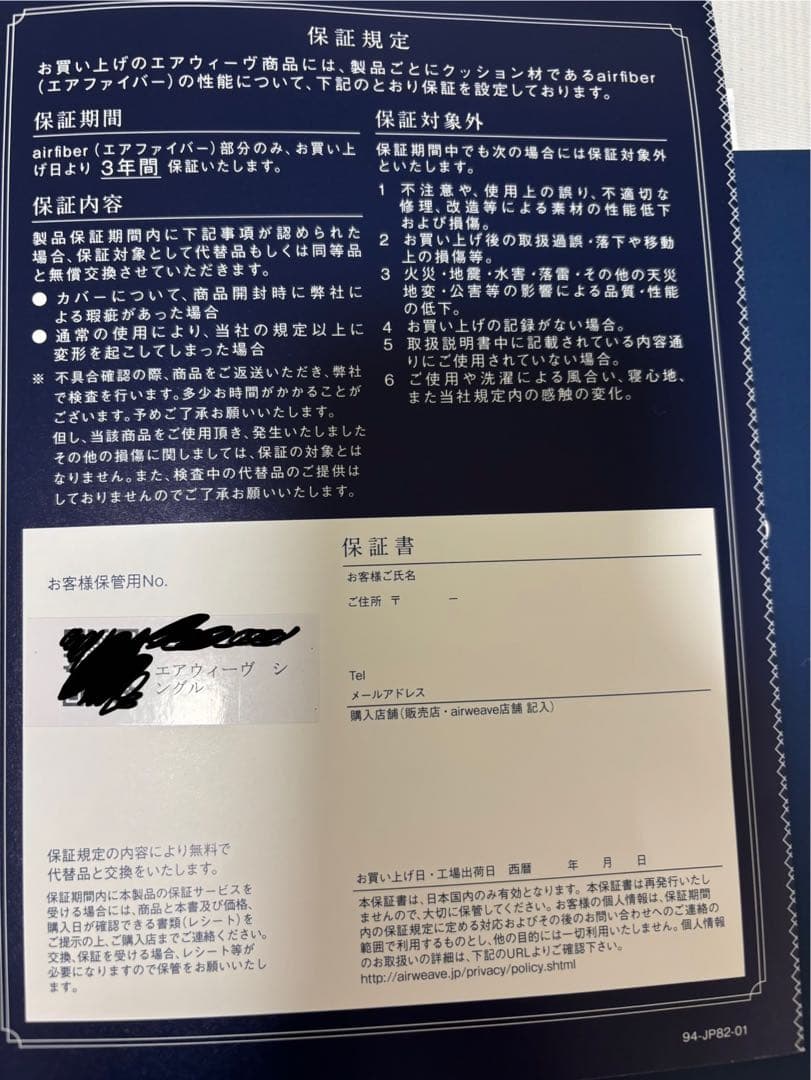 保証規定
お買い上げのエアウィーヴ商品には、製品ごとにクッション材であるairfiber
(エアファイバー)の性能について、下記のとおり保証を設定しております。
保証期間
airfiber(エアファイバー)部分のみ、お買い上
げ日より 3年間 保証いたします。
保証内容
製品保証期間内に下記事項が認められた
場合、保証対象として代替品もしくは同等品
と無償交換させていただきます。
● カバーについて、商品開封時に弊社に
よる瑕疵があった場合
● 通常の使用により、当社の規定以上に
変形を起こしてしまった場合
※ 不具合確認の際、商品をご返送いただき、弊社
で検査を行います。多少お時間がかかることが
ございます。予めご了承お願いいたします。
但し、当該商品をご使用頂き、発生いたしました
その他の損傷に関しましては、保証の対象とは
なりません。また、検査中の代替品のご提供は
しておりませんのでご了承お願いいたします。
保証対象外
保証期間中でも次の場合には保証対象外
といたします。
1 不注意や、使用上の誤り、不適切な
修理、改造等による素材の性能低下
および損傷。
2 お買い上げ後の取扱過誤・落下や移動
上の損傷等。
3 火災・地震・水害・落雷・その他の天災
地変・公害等の影響による品質・性能
の低下。
4 お買い上げの記録がない場合。
5 取扱説明書中に記載されている内容通
りにご使用されていない場合。
6 ご使用や洗濯による風合い、寝心地、
また当社規定内の感触の変化。
お客様保管用No.
エアウィーヴ シ
ングル
保証規定の内容により無料で
代替品と交換をいたします。
保証期間内に本製品の保証サービスを
受ける場合には、商品と本書及び価格、
購入日が確認できる書類(レシート)を
ご提示の上、ご購入店までご連絡ください。
交換、保証を受ける場合、レシート等が
必要になりますので保管をお願いいたし
ます。
保証書
お客様ご氏名
ご住所 〒 －
Tel
メールアドレス
購入店舗(販売店・airweave店舗 記入)
お買い上げ日・工場出荷日 西暦 年 月 日
本保証書は、日本国内のみ有効となります。本保証書は再発行いたし
ませんので、大切に保管してください。お客様の個人情報は、保証期間
内の保証規定に定める対応およびその後のお問い合わせへのご連絡の
範囲で利用するものとし、他の目的には一切利用いたしません。個人情報
のお取扱いの詳細は、下記のURLよりご確認下さい。
http://airweave.jp/privacy/policy.shtml
94-JP82-01